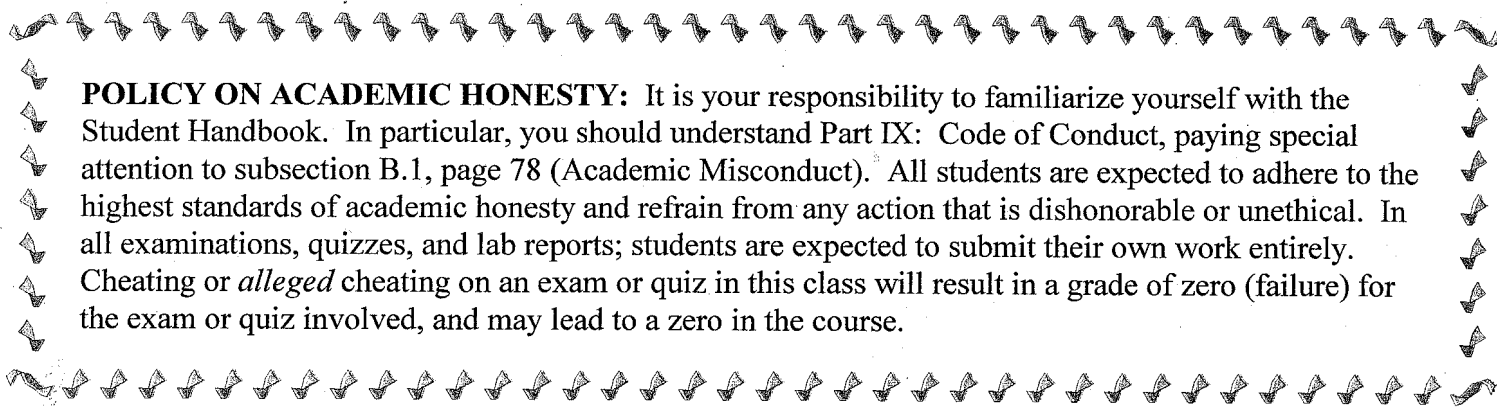 POLICY ON ACADEMIC HONESTY: It is your responsibility to familiarize yourself with the
Student Handbook. In particular, you should understand Part IX: Code of Conduct, paying special
attention to subsection B.1, page 78 (Academic Misconduct). All students are expected to adhere to the
highest standards of academic honesty and refrain from any action that is dishonorable or unethical. In
all examinations, quizzes, and lab reports; students are expected to submit their own work entirely.
Cheating or alleged cheating on an exam or quiz in this class will result in a grade of zero (failure) for
the exam or quiz involved, and may lead to a zero in the course.